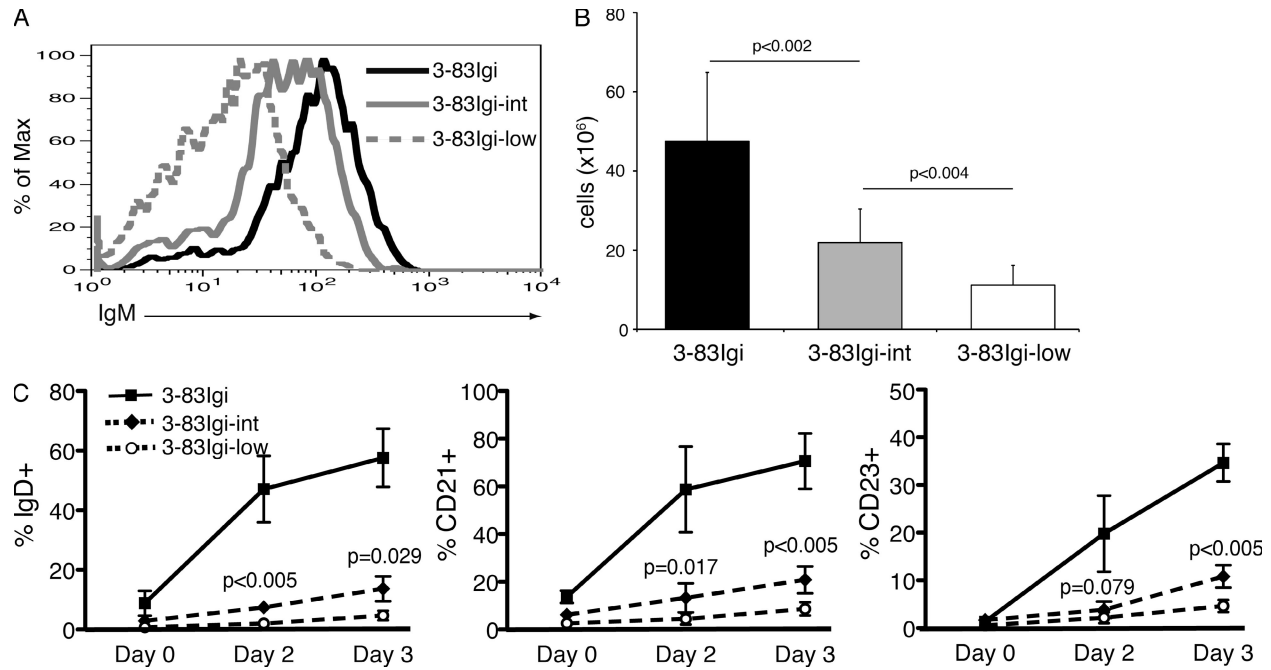 A
100
80
60
40
20
0
% of Max
3-83Igi
3-83Igi-int
3-83Igi-low
10⁰
10¹
10²
10³
10⁴
IgM
B
80
60
40
20
0
cells (x10⁶)
p<0.002
p<0.004
3-83Igi
3-83Igi-int
3-83Igi-low
C
80
60
40
20
0
% IgD+
3-83Igi
3-83Igi-int
3-83Igi-low
p<0.005
p=0.029
Day 0
Day 2
Day 3
100
80
60
40
20
0
% CD21+
p=0.017
p<0.005
Day 0
Day 2
Day 3
50
40
30
20
10
0
% CD23+
p=0.079
p<0.005
Day 0
Day 2
Day 3